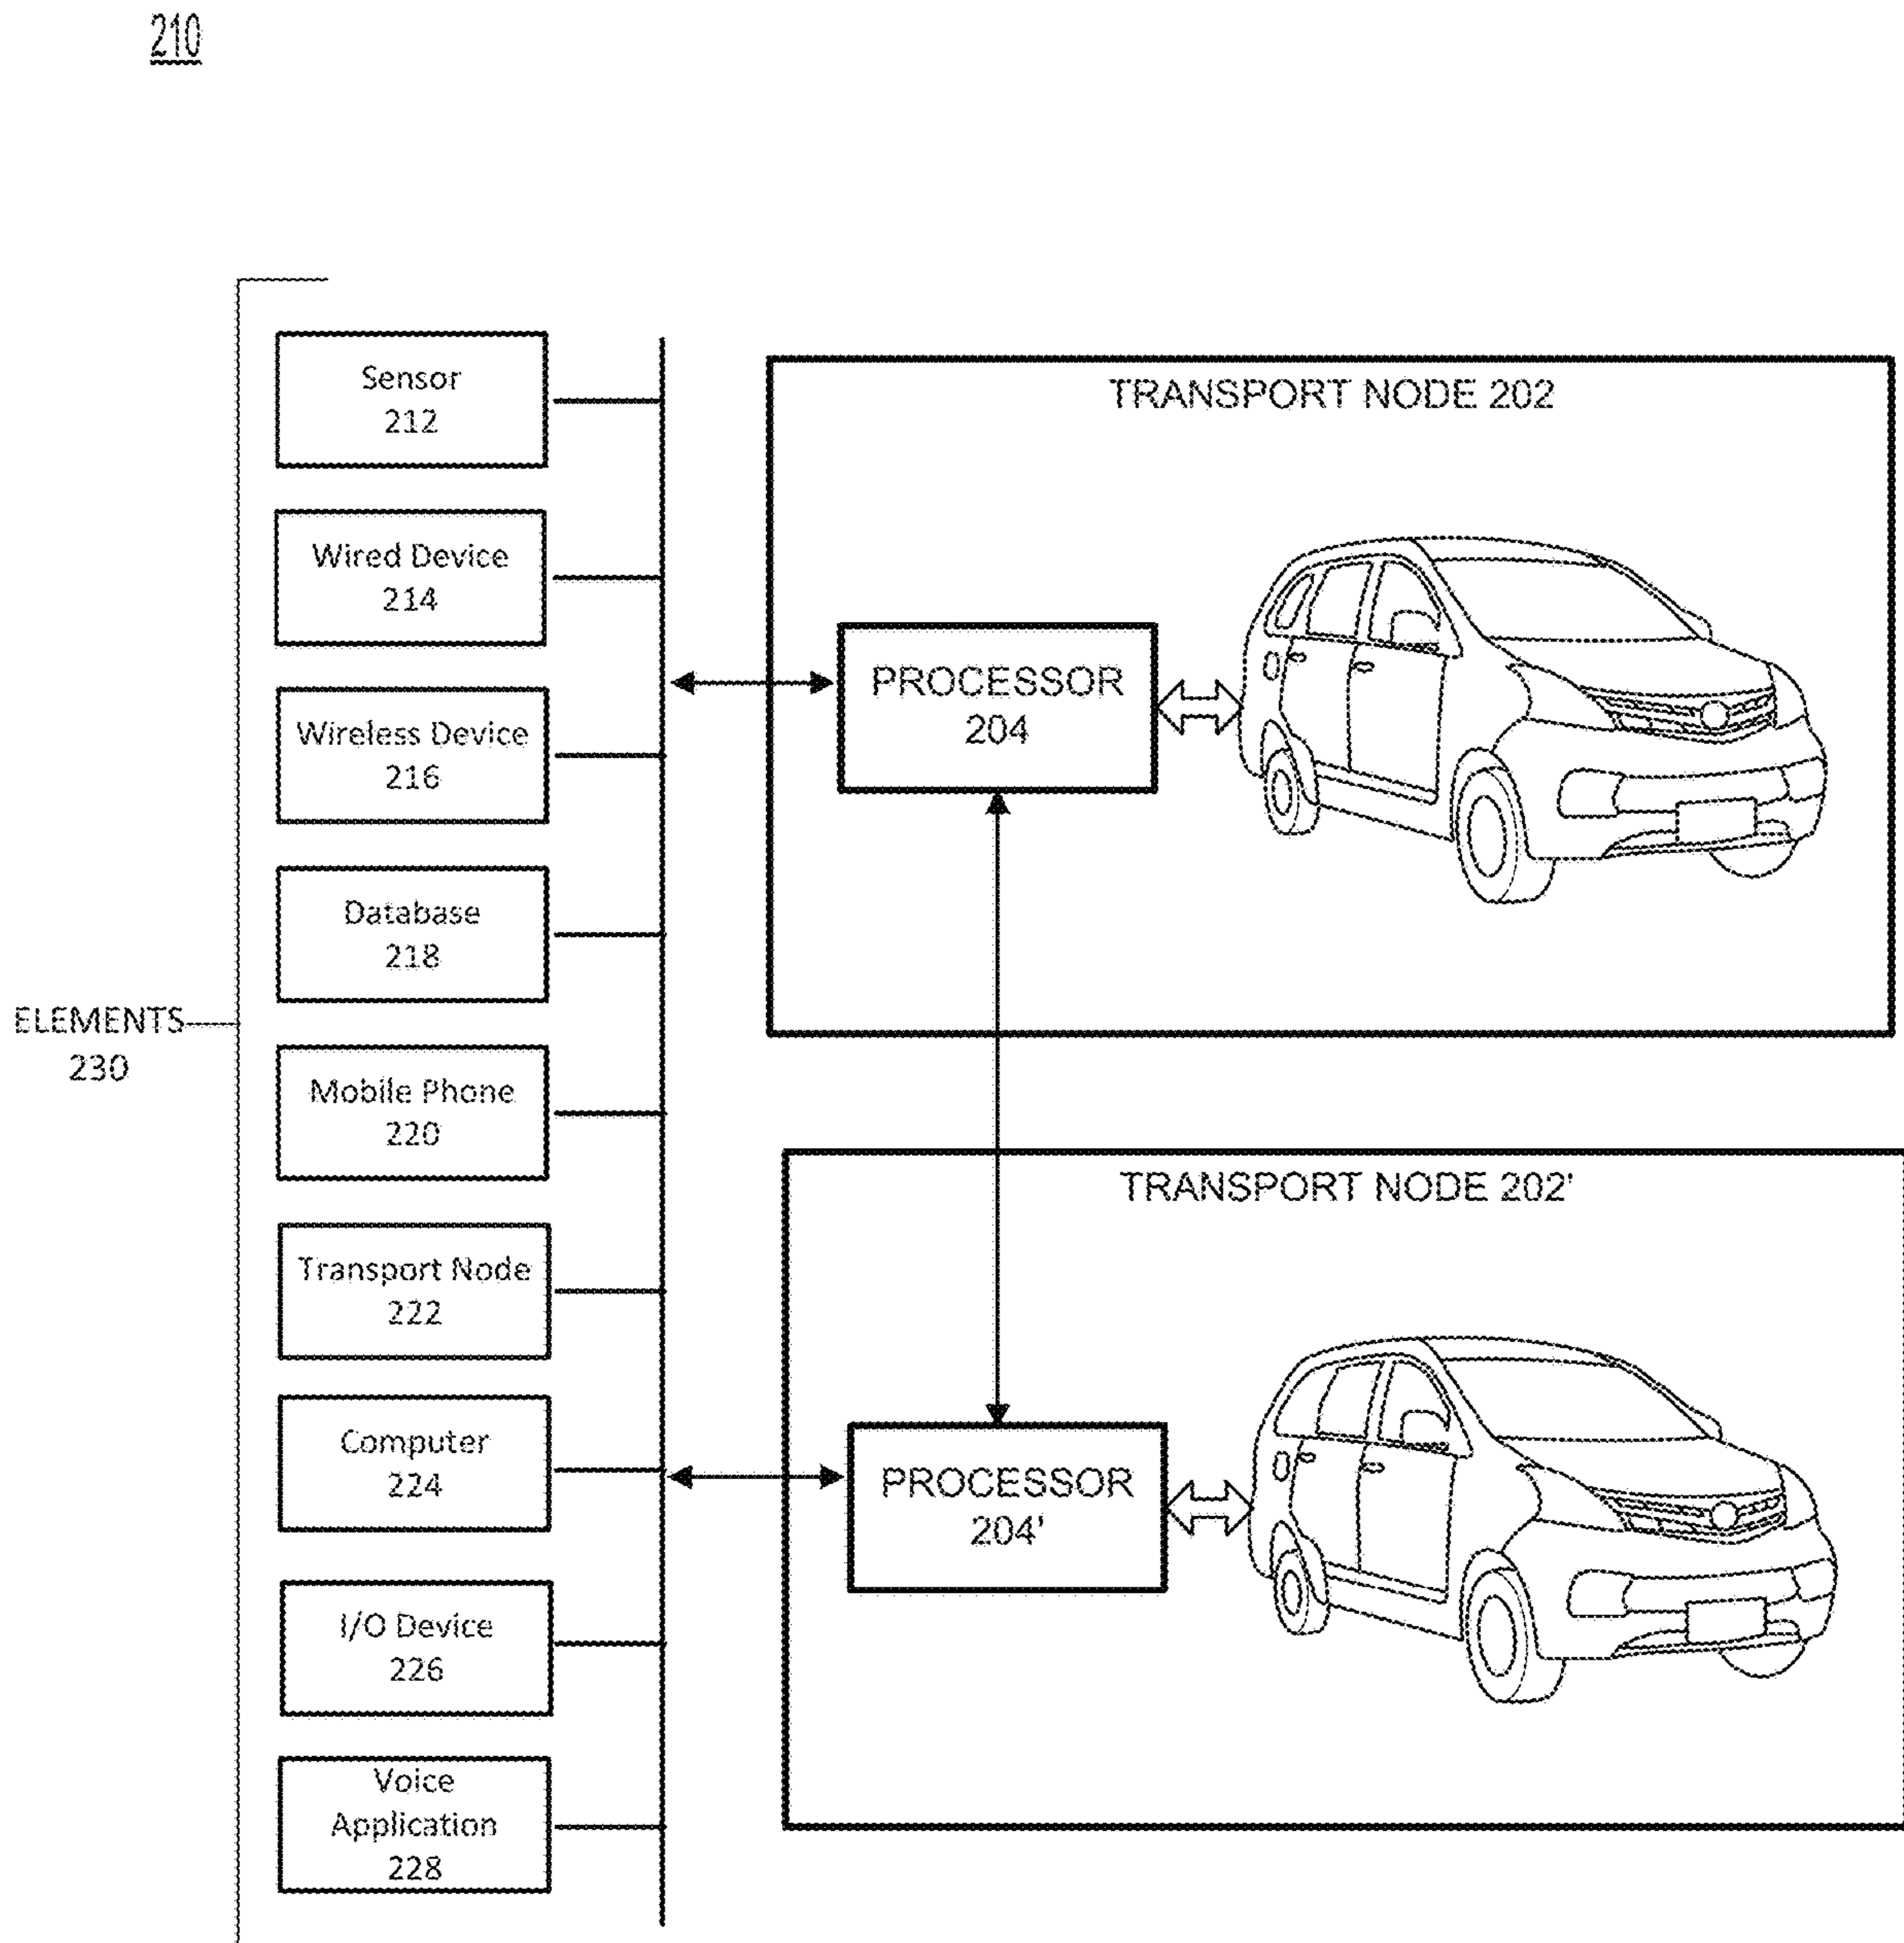 210
Sensor
212
Wired Device
214
Wireless Device
216
Database
218
ELEMENTS
230
Mobile Phone
220
Transport Node
222
Computer
224
I/O Device
226
Voice
Application
228
TRANSPORT NODE 202
PROCESSOR
204
TRANSPORT NODE 202'
PROCESSOR
204'